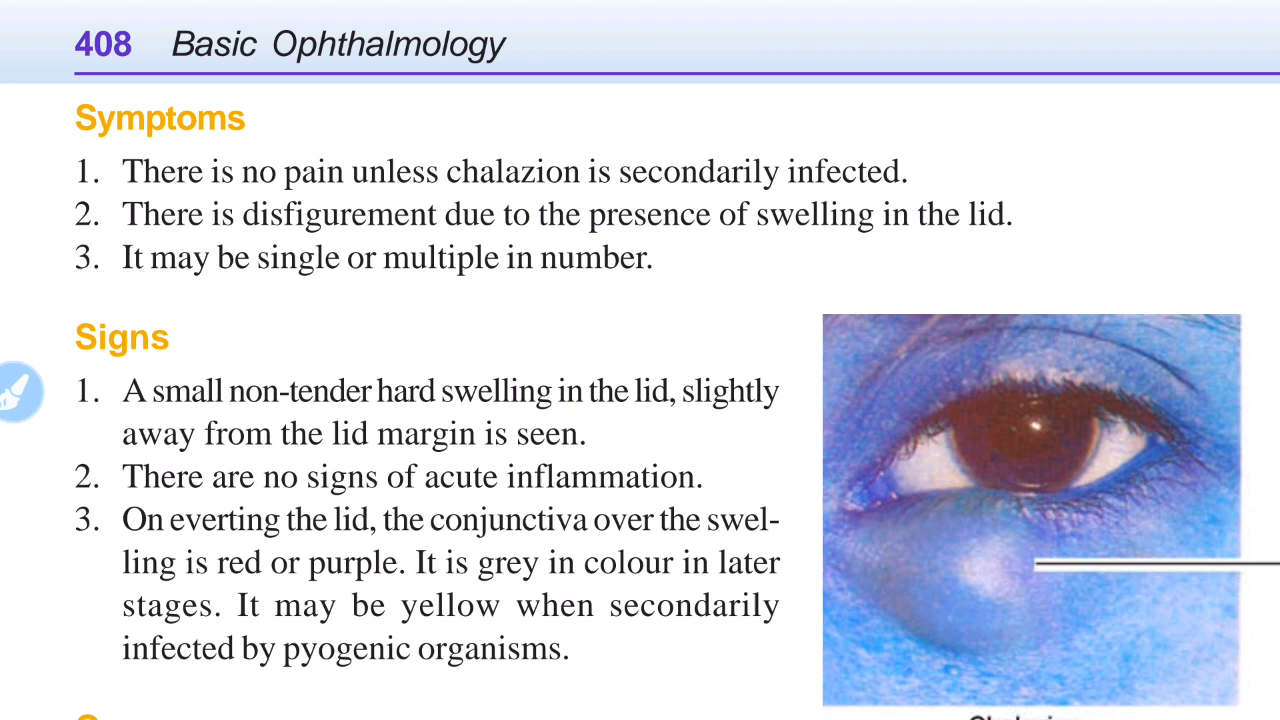 408 Basic Ophthalmology
Symptoms
1. There is no pain unless chalazion is secondarily infected.
2. There is disfigurement due to the presence of swelling in the lid.
3. It may be single or multiple in number.
Signs
1. A small non-tender hard swelling in the lid, slightly
away from the lid margin is seen.
2. There are no signs of acute inflammation.
3. On everting the lid, the conjunctiva over the swel-
ling is red or purple. It is grey in colour in later
stages. It may be yellow when secondarily
infected by pyogenic organisms.